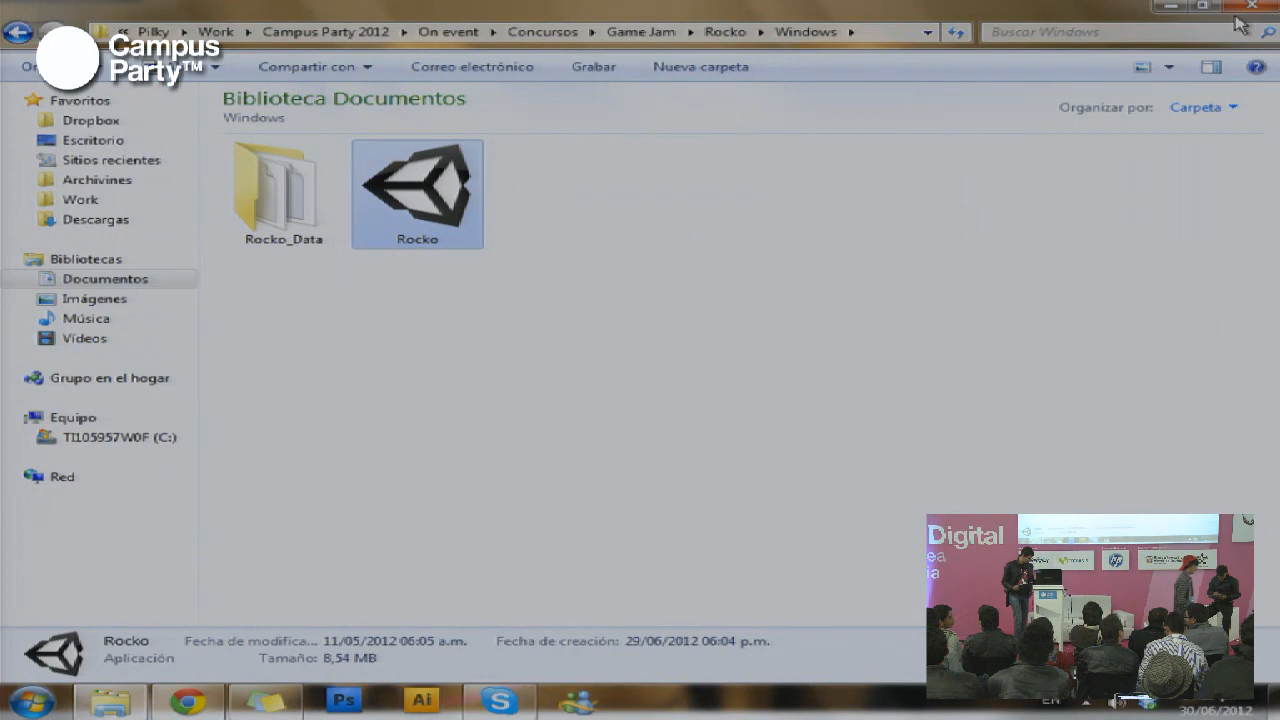 Pilky Work Campus Party 2012 On event Concursos Game Jam Rocko Windows
Buscar Windows
Campus
Party™
Compartir con
Correo electrónico
Grabar
Nueva carpeta
Biblioteca Documentos
Windows
Organizar por: Carpeta
Favoritos
Dropbox
Escritorio
Sitios recientes
Archivines
Work
Descargas
Bibliotecas
Documentos
Imágenes
Música
Vídeos
Grupo en el hogar
Equipo
TI105957W0F (C:)
Red
Rocko_Data
Rocko
Digital
hp
Rocko
Aplicación
Fecha de modifica... 11/05/2012 06:05 a.m.
Tamaño: 8,54 MB
Fecha de creación: 29/06/2012 06:04 p.m.
Ps
Ai
S
EN
30/06/2012